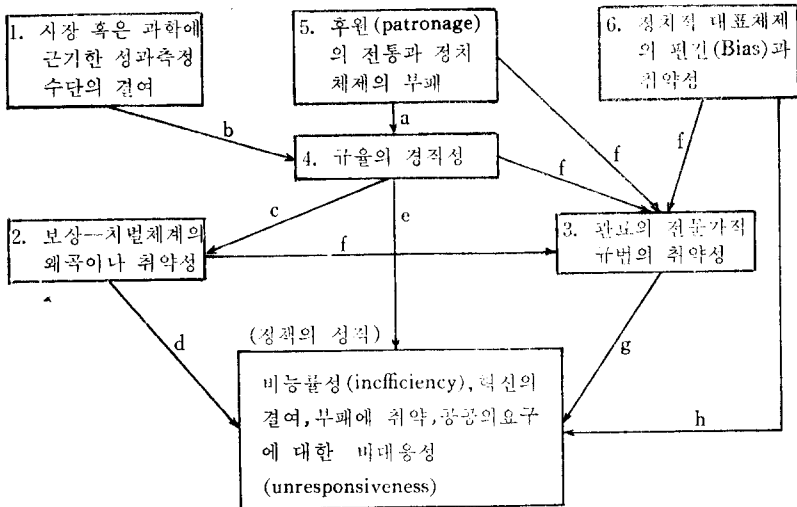 1. 시장 혹은 과학에
근거한 성과측정
수단의 결여
5. 후원(patronage)
의 전통과 정치
체제의 부패
6. 정치적 대표체제
의 편견(Bias)과
취약성
a
b
4. 규율의 경직성
f
f
f
c
e
2. 보상—처벌체계의
왜곡이나 취약성
f
3. 관료의 전문가적
규범의 취약성
d
(정책의 성격)
g
비능률성(inefficiency), 혁신의
결여, 부패에 취약, 공공의요구
에 대한 비대응성
(unresponsiveness)
h